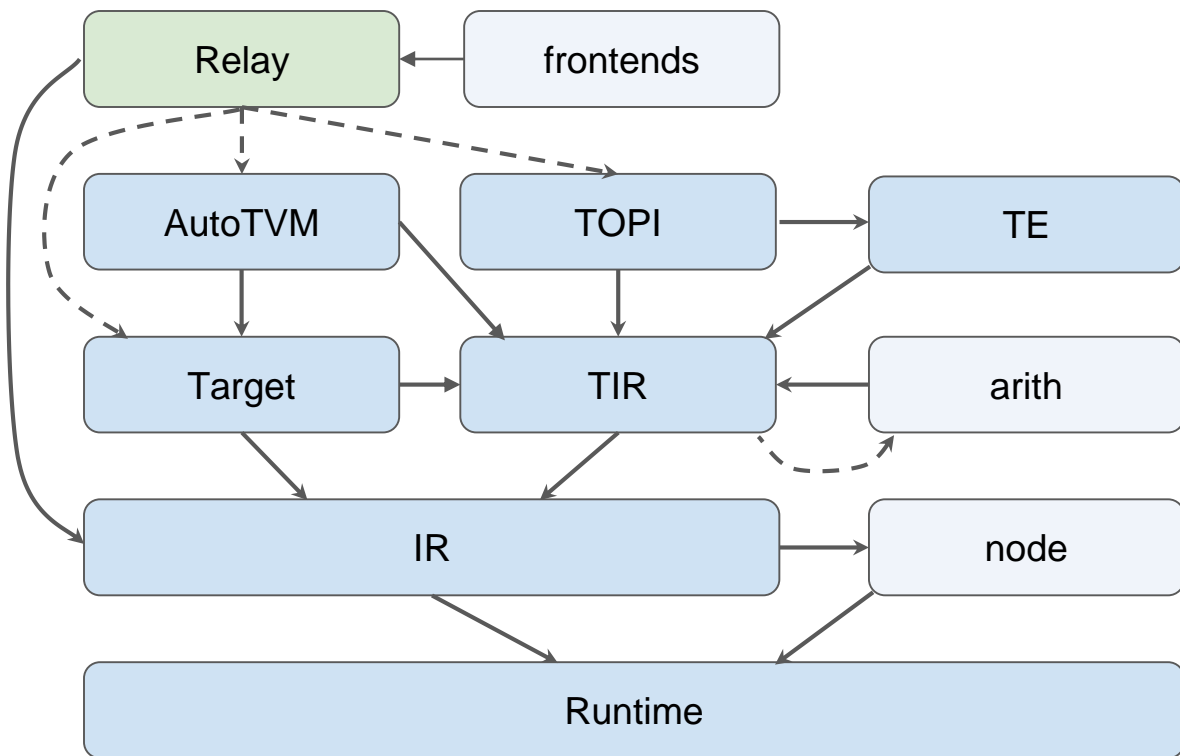 Relay
frontends
AutoTVM
TOPI
TE
Target
TIR
arith
IR
node
Runtime